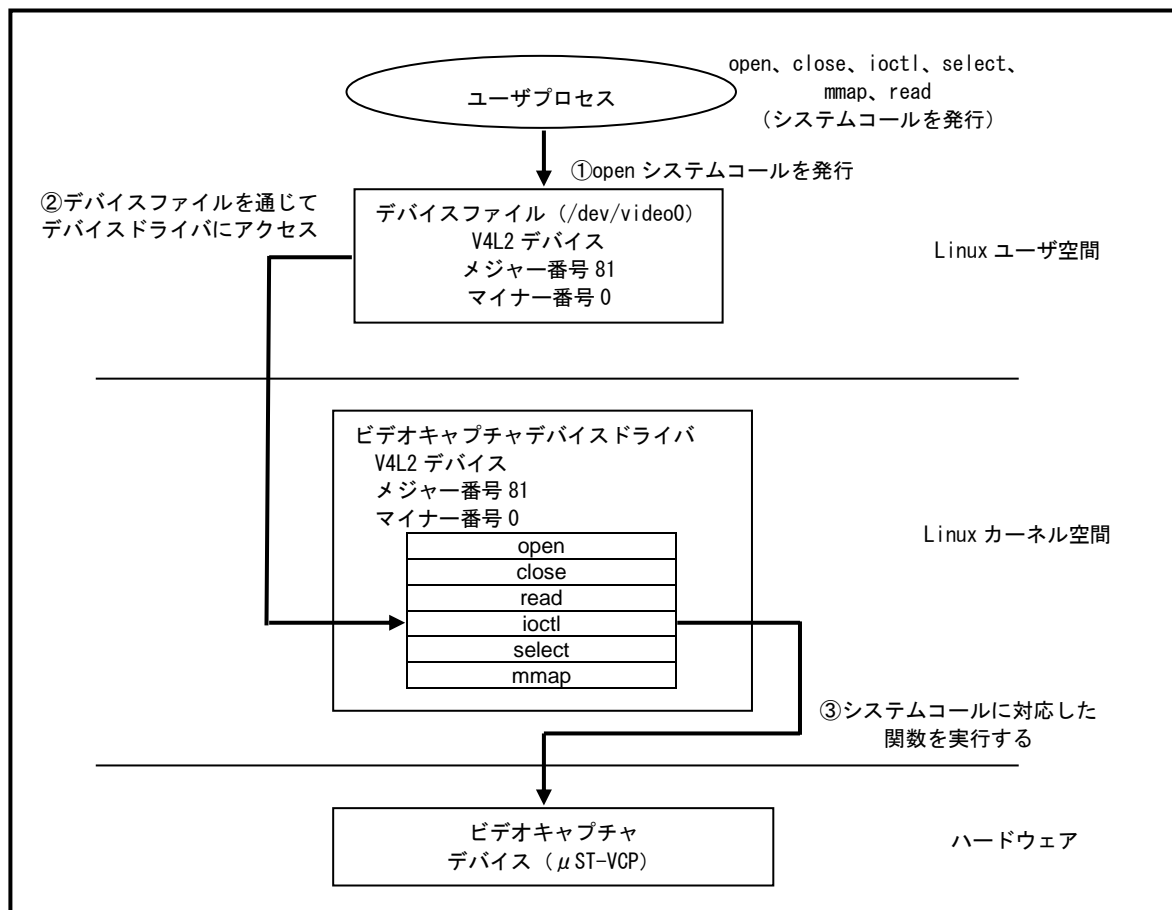 open、close、ioctl、select、
mmap、read
（システムコールを発行）
ユーザプロセス
①open システムコールを発行
②デバイスファイルを通じて
デバイスドライバにアクセス
デバイスファイル（/dev/video0）
V4L2 デバイス
メジャー番号 81
マイナー番号 0
Linux ユーザ空間
ビデオキャプチャデバイスドライバ
V4L2 デバイス
メジャー番号 81
マイナー番号 0
open
close
read
ioctl
select
mmap
Linux カーネル空間
③システムコールに対応した
関数を実行する
ビデオキャプチャ
デバイス（μST-VCP）
ハードウェア